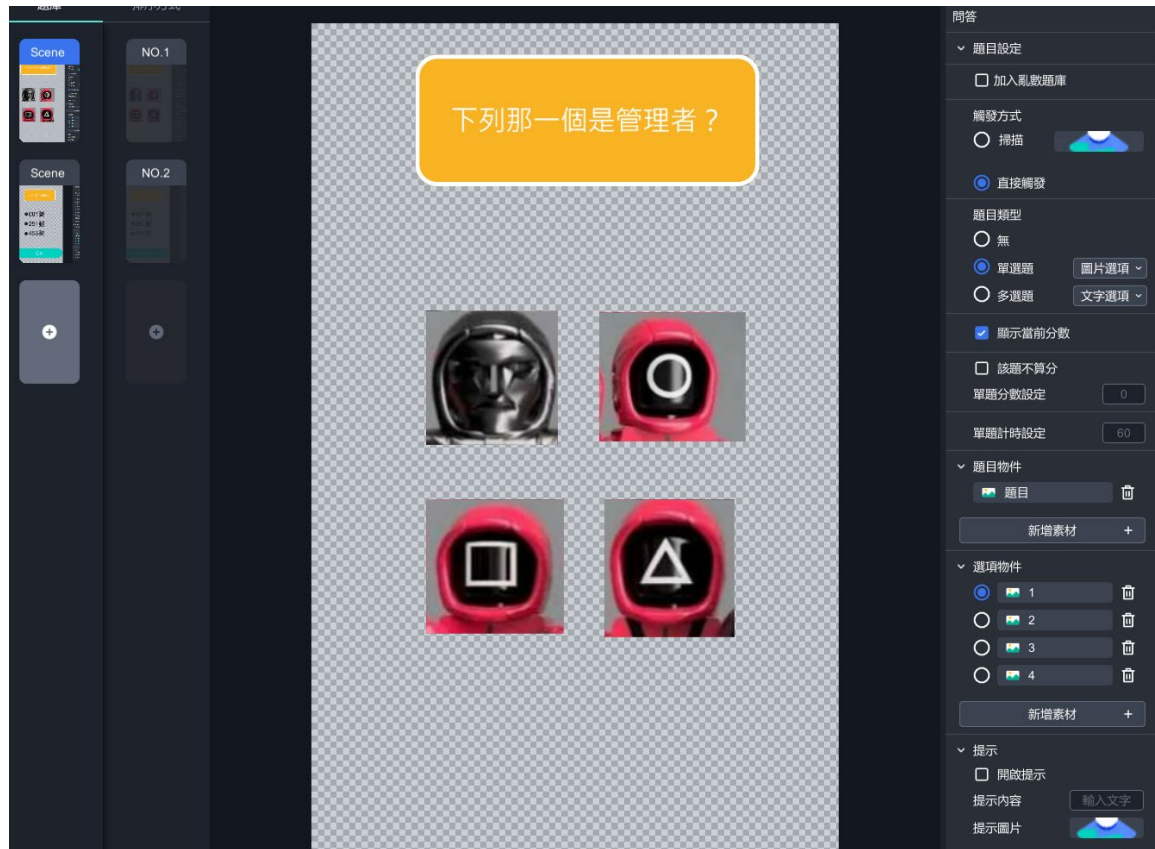 題庫
排序方式
Scene
NO.1
Scene
NO.2
下列那一個是管理者？
問答
題目設定
加入亂數題庫
觸發方式
掃描
直接觸發
題目類型
無
單選題
圖片選項
多選題
文字選項
顯示當前分數
該題不算分
單題分數設定
0
單題計時設定
60
題目物件
題目
新增素材 +
選項物件
1
2
3
4
新增素材 +
提示
開啟提示
提示內容
輸入文字
提示圖片